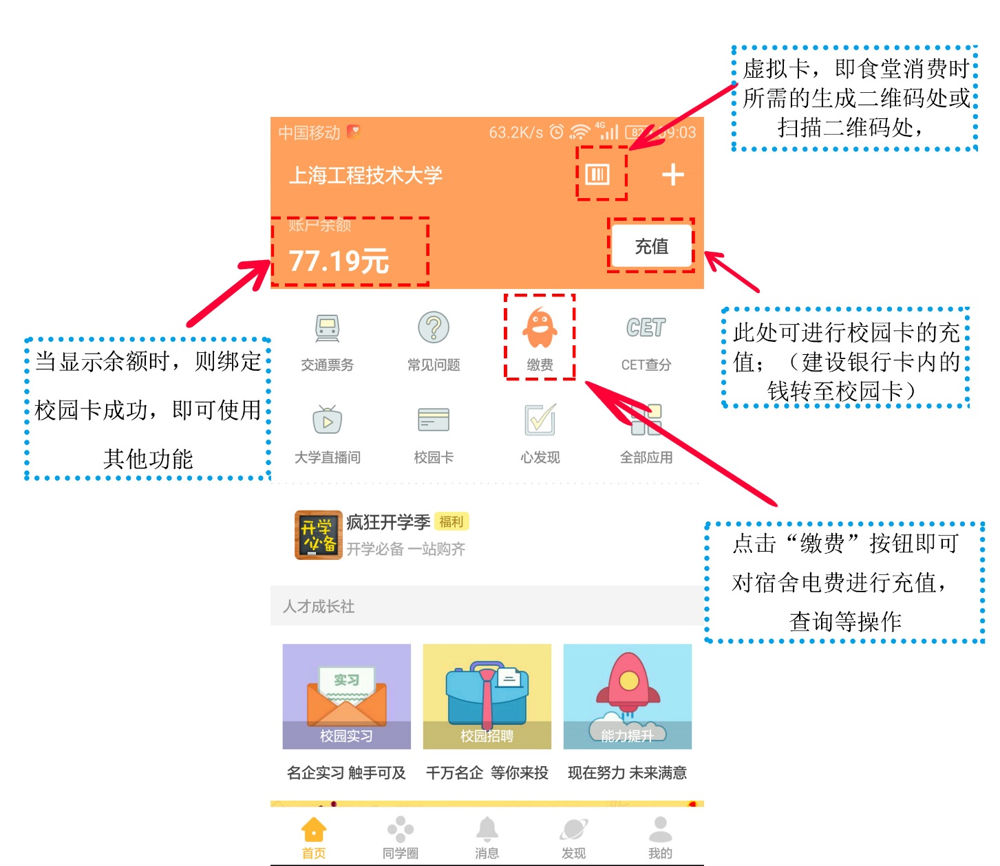 虚拟卡，即食堂消费时
所需的生成二维码处或
扫描二维码处，
中国移动
63.2K/s 4G 82 09:03
上海工程技术大学
账户余额
77.19元
充值
当显示余额时，则绑定
校园卡成功，即可使用
其他功能
此处可进行校园卡的充
值；（建设银行卡内的
钱转至校园卡）
CET
交通票务 常见问题 缴费 CET查分
大学直播间 校园卡 心发现 全部应用
开学
必备
疯狂开学季 福利
开学必备 一站购齐
点击“缴费”按钮即可
对宿舍电费进行充值，
查询等操作
人才成长社
实习
校园实习 校园招聘 能力提升
名企实习 触手可及 千万名企 等你来投 现在努力 未来满意
首页 同学圈 消息 发现 我的